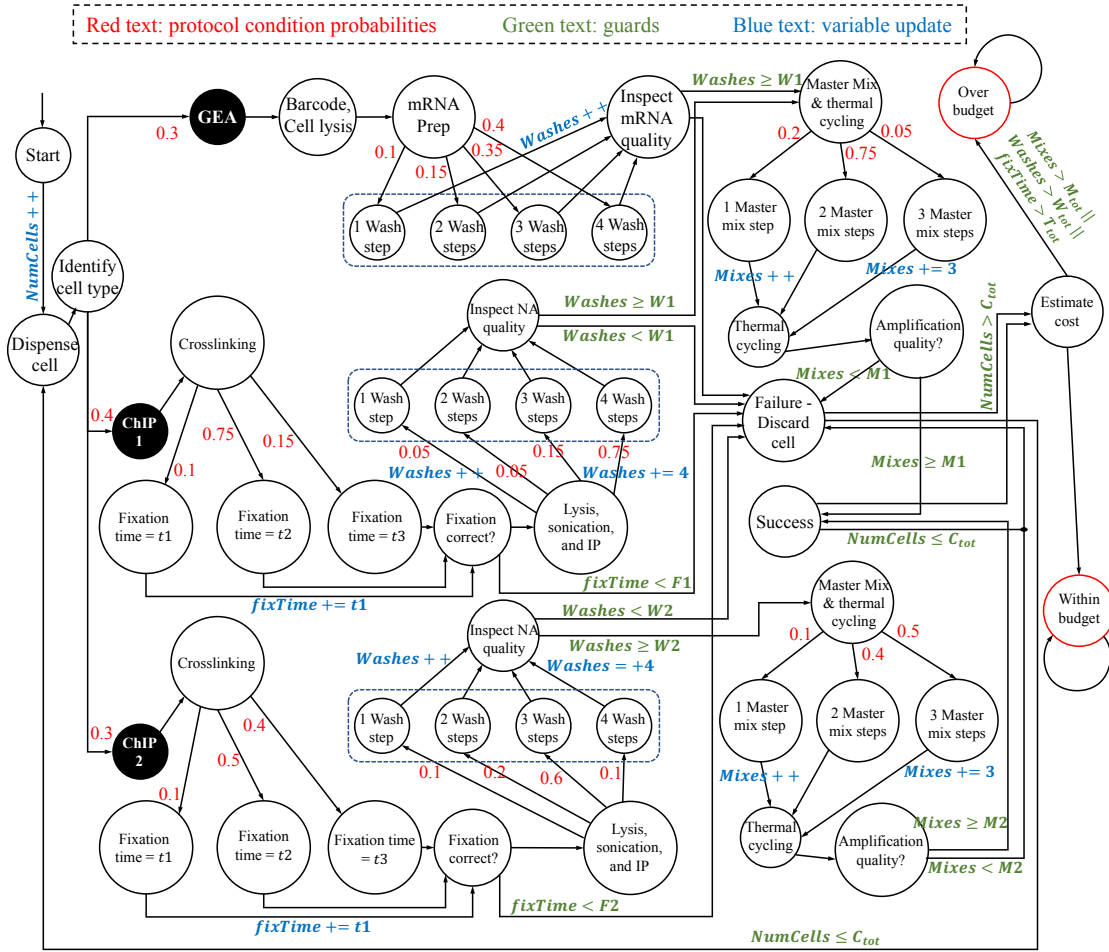 Red text: protocol condition probabilities Green text: guards Blue text: variable update
Start
NumCells + +
Dispense
cell
Identify
cell type
0.3
GEA
Barcode,
Cell lysis
mRNA
Prep
0.1
0.15
0.35
0.4
1 Wash
step
2 Wash
steps
3 Wash
steps
4 Wash
steps
Washes + +
Inspect
mRNA
quality
Washes ≥ W1
Master Mix
& thermal
cycling
0.2
0.75
0.05
1 Master
mix step
2 Master
mix steps
3 Master
mix steps
Mixes + +
Mixes += 3
Thermal
cycling
Amplification
quality?
Mixes < M1
Mixes ≥ M1
Over
budget
Mixes > M_tot ||
Washes > W_tot ||
fixTime > T_tot
Estimate
cost
NumCells > C_tot
Within
budget
Failure -
Discard
cell
Success
NumCells ≤ C_tot
0.4
ChIP
1
Crosslinking
0.1
0.75
0.15
Fixation
time = t1
Fixation
time = t2
Fixation
time = t3
Fixation
correct?
fixTime += t1
fixTime < F1
Lysis,
sonication,
and IP
0.05
0.05
0.15
0.75
Washes + +
Washes += 4
1 Wash
step
2 Wash
steps
3 Wash
steps
4 Wash
steps
Inspect NA
quality
Washes ≥ W1
Washes < W1
0.3
ChIP
2
Crosslinking
0.1
0.5
0.4
Fixation
time = t1
Fixation
time = t2
Fixation time
= t3
Fixation
correct?
fixTime += t1
fixTime < F2
Lysis,
sonication,
and IP
0.1
0.2
0.6
0.1
1 Wash
step
2 Wash
steps
3 Wash
steps
4 Wash
steps
Washes + +
Washes = +4
Inspect NA
quality
Washes < W2
Washes ≥ W2
Master Mix
& thermal
cycling
0.1
0.4
0.5
1 Master
mix step
2 Master
mix steps
3 Master
mix steps
Mixes + +
Mixes += 3
Thermal
cycling
Amplification
quality?
Mixes ≥ M2
Mixes < M2
NumCells ≤ C_tot